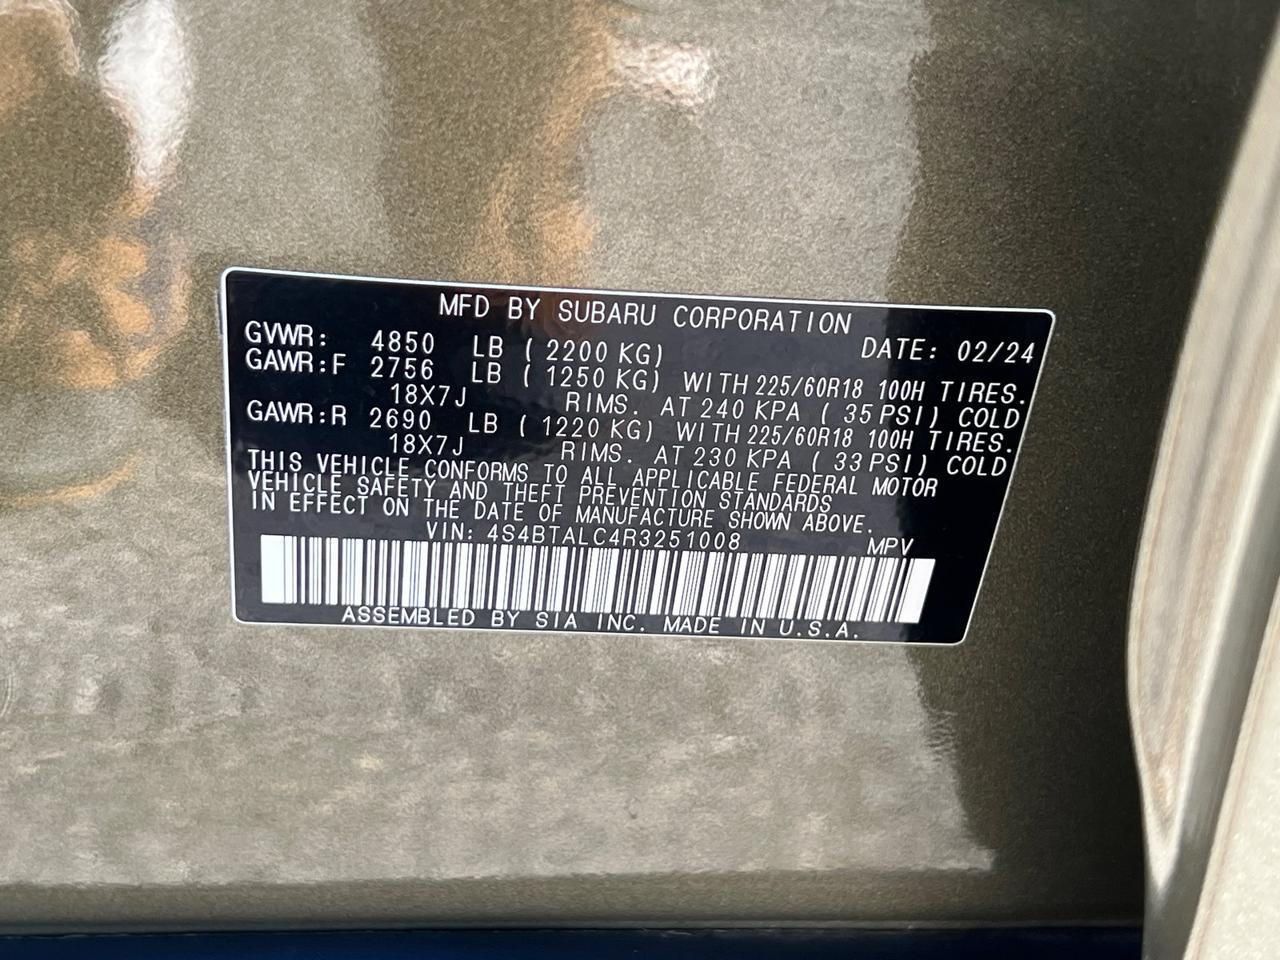 MFD BY SUBARU CORPORATION
GVWR: 4850 LB ( 2200 KG) DATE: 02/24
GAWR:F 2756 LB ( 1250 KG) WITH 225/60R18 100H TIRES.
18X7J RIMS. AT 240 KPA ( 35 PSI) COLD
GAWR:R 2690 LB ( 1220 KG) WITH 225/60R18 100H TIRES.
18X7J RIMS. AT 230 KPA ( 33 PSI) COLD
THIS VEHICLE CONFORMS TO ALL APPLICABLE FEDERAL MOTOR
VEHICLE SAFETY AND THEFT PREVENTION STANDARDS
IN EFFECT ON THE DATE OF MANUFACTURE SHOWN ABOVE.
VIN: 4S4BTALC4R3251008 MPV
ASSEMBLED BY SIA INC. MADE IN U.S.A.